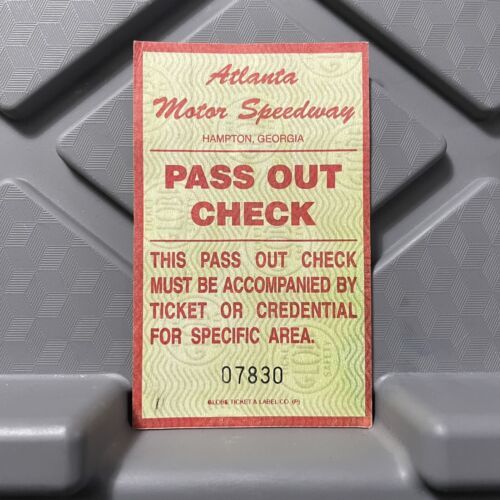 Atlanta
Motor Speedway
HAMPTON, GEORGIA
PASS OUT
CHECK
THIS PASS OUT CHECK
MUST BE ACCOMPANIED BY
TICKET OR CREDENTIAL
FOR SPECIFIC AREA.
07830
GLOBE TICKET & LABEL CO. (P)